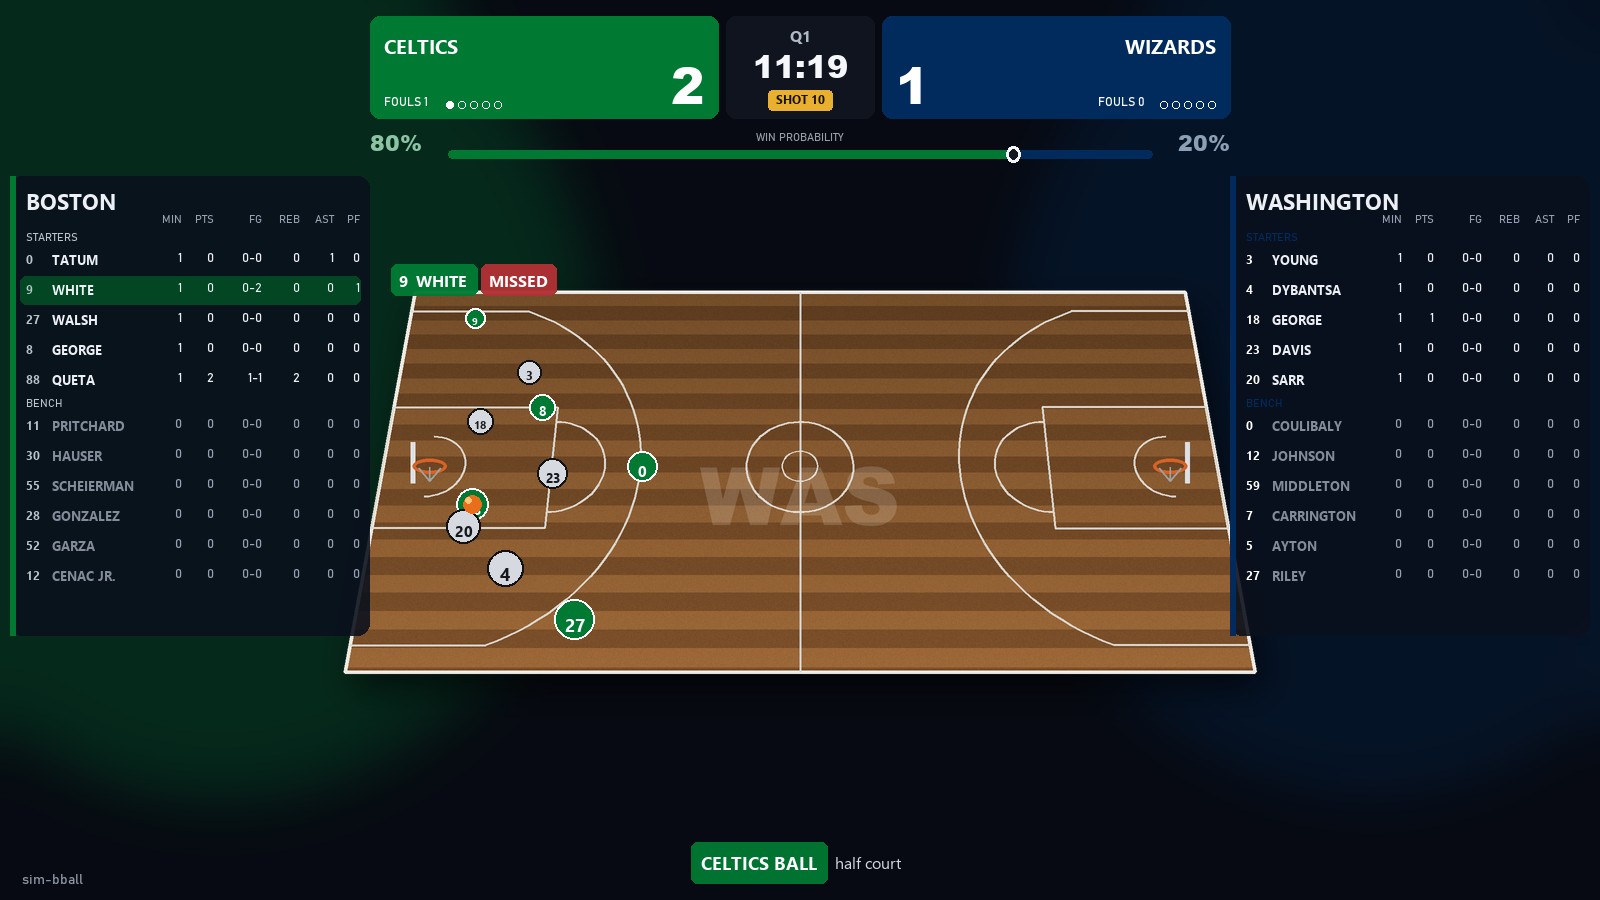 CELTICS
2
FOULS 1
Q1
11:19
SHOT 10
WIZARDS
1
FOULS 0
80%
WIN PROBABILITY
20%
BOSTON
MIN PTS FG REB AST PF
STARTERS
0 TATUM 1 0 0-0 0 1 0
9 WHITE 1 0 0-2 0 0 1
27 WALSH 1 0 0-0 0 0 0
8 GEORGE 1 0 0-0 0 0 0
88 QUETA 1 2 1-1 2 0 0
BENCH
11 PRITCHARD 0 0 0-0 0 0 0
30 HAUSER 0 0 0-0 0 0 0
55 SCHEIERMAN 0 0 0-0 0 0 0
28 GONZALEZ 0 0 0-0 0 0 0
52 GARZA 0 0 0-0 0 0 0
12 CENAC JR. 0 0 0-0 0 0 0
9 WHITE MISSED
9
3
8
18
0
23
20
4
27
WAS
WASHINGTON
MIN PTS FG REB AST PF
STARTERS
3 YOUNG 1 0 0-0 0 0 0
4 DYBANTSA 1 0 0-0 0 0 0
18 GEORGE 1 1 0-0 0 0 0
23 DAVIS 1 0 0-0 0 0 0
20 SARR 1 0 0-0 0 0 0
BENCH
0 COULIBALY 0 0 0-0 0 0 0
12 JOHNSON 0 0 0-0 0 0 0
59 MIDDLETON 0 0 0-0 0 0 0
7 CARRINGTON 0 0 0-0 0 0 0
5 AYTON 0 0 0-0 0 0 0
27 RILEY 0 0 0-0 0 0 0
CELTICS BALL half court
sim-bball